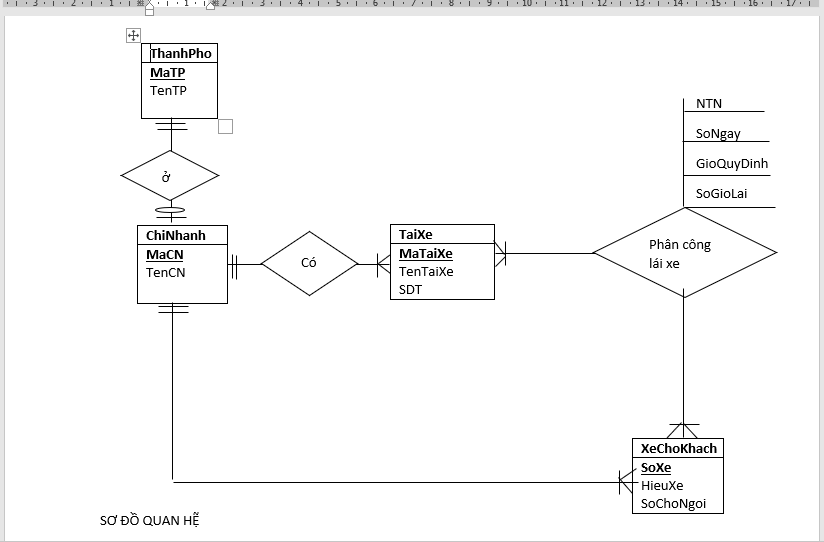 3 2 1 1 2 3 4 5 6 7 8 9 10 11 12 13 14 15 16 17
ThanhPho
MaTP
TenTP
ở
ChiNhanh
MaCN
TenCN
Có
TaiXe
MaTaiXe
TenTaiXe
SDT
NTN
SoNgay
GioQuyDinh
SoGioLai
Phân công
lái xe
XeChoKhach
SoXe
HieuXe
SoChoNgoi
SƠ ĐỒ QUAN HỆ